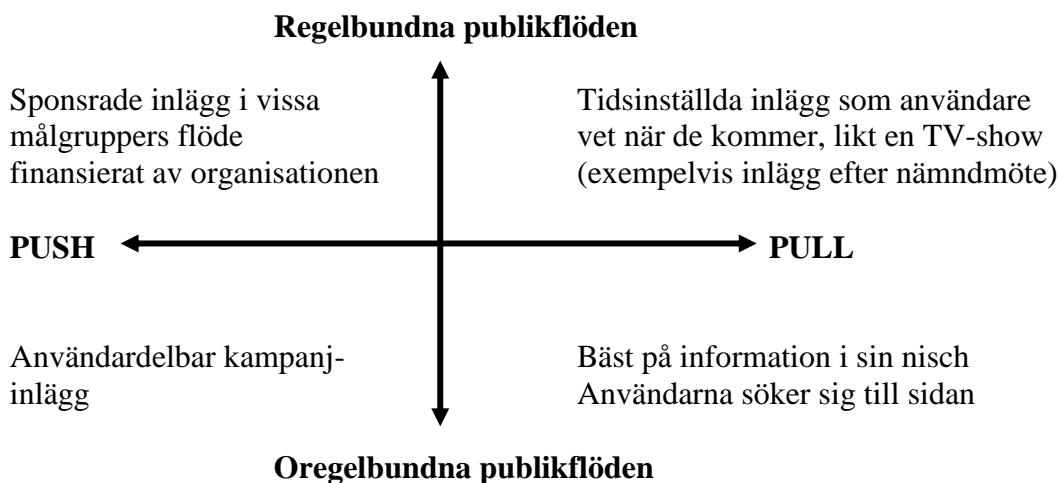 Regelbundna publikflöden
Sponsrade inlägg i vissa
målgruppers flöde
finansierat av organisationen
Tidsinställda inlägg som användare
vet när de kommer, likt en TV-show
(exempelvis inlägg efter nämndmöte)
PUSH
PULL
Användardelbar kampanj-
inlägg
Bäst på information i sin nisch
Användarna söker sig till sidan
Oregelbundna publikflöden